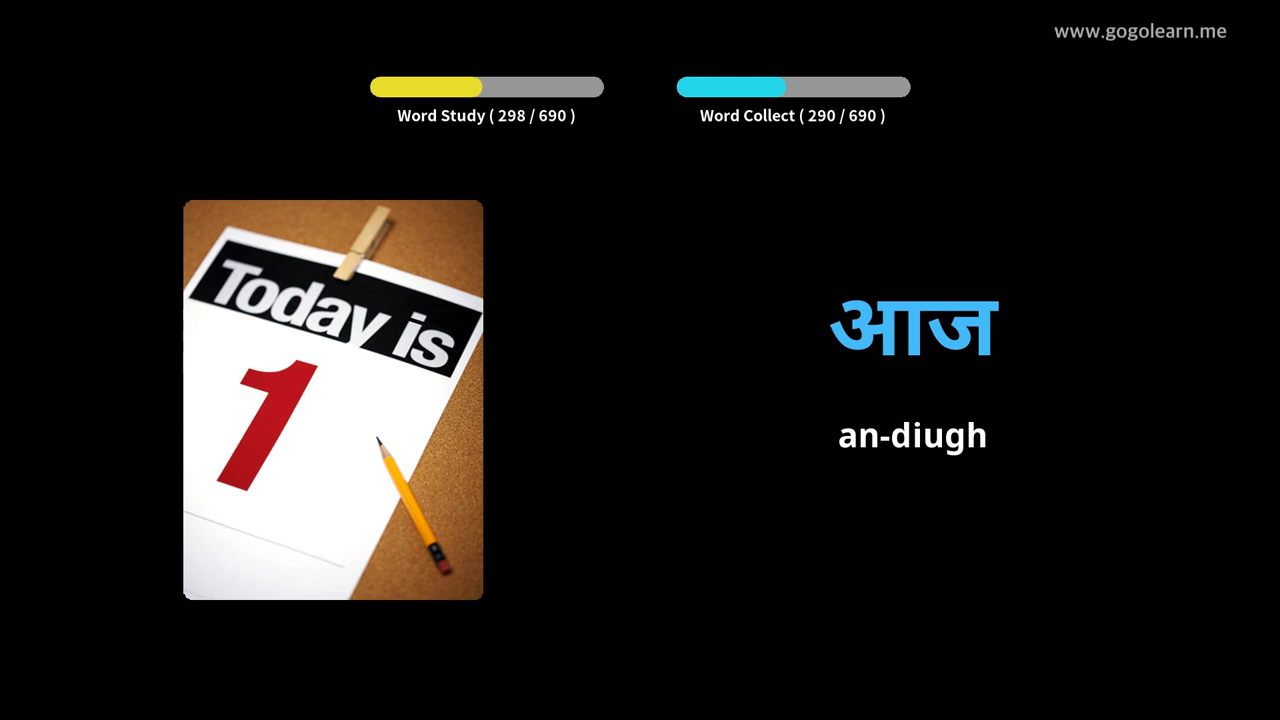 www.gogolearn.me
Word Study ( 298 / 690 )
Word Collect ( 290 / 690 )
Today is
1
आज
an-diugh